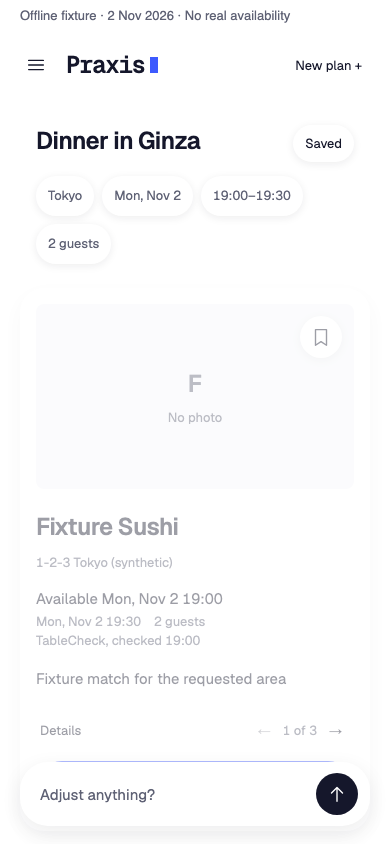 Offline fixture · 2 Nov 2026 · No real availability
Praxis
New plan +
Dinner in Ginza
Saved
Tokyo
Mon, Nov 2
19:00–19:30
2 guests
F
No photo
Fixture Sushi
1-2-3 Tokyo (synthetic)
Available Mon, Nov 2 19:00
Mon, Nov 2 19:30 2 guests
TableCheck, checked 19:00
Fixture match for the requested area
Details
← 1 of 3 →
Adjust anything?